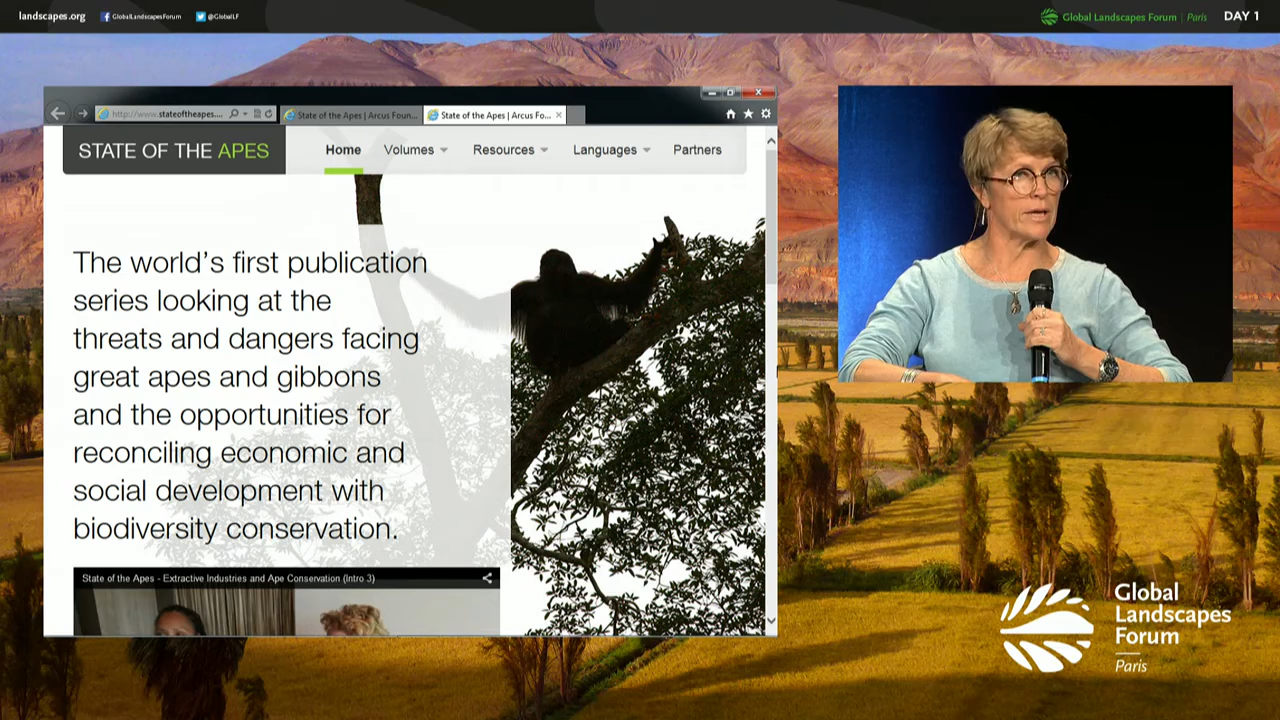 landscapes.org
GlobalLandscapesForum
@GlobalLF
Global Landscapes Forum | Paris
DAY 1
http://www.stateoftheapes....
State of the Apes | Arcus Foun...
State of the Apes | Arcus Fo...
STATE OF THE APES
Home
Volumes
Resources
Languages
Partners
The world's first publication
series looking at the
threats and dangers facing
great apes and gibbons
and the opportunities for
reconciling economic and
social development with
biodiversity conservation.
State of the Apes - Extractive Industries and Ape Conservation (Intro 3)
Global
Landscapes
Forum
Paris